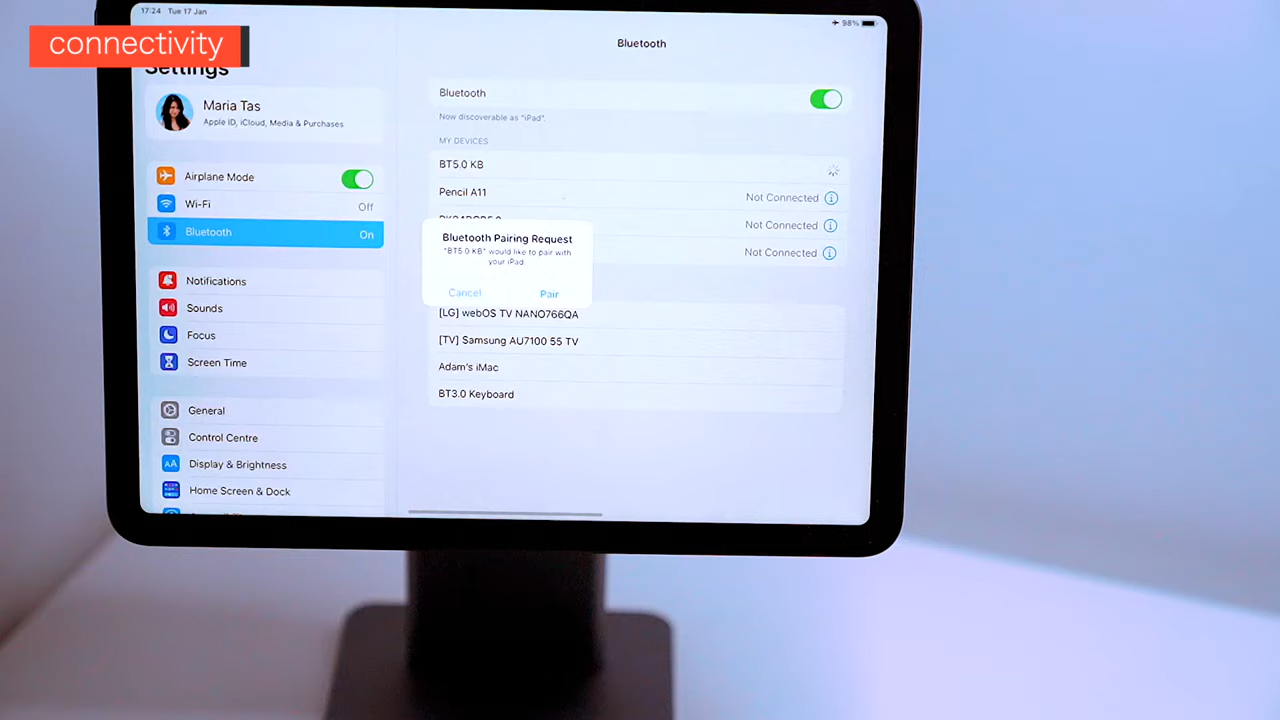 connectivity
17:24 Tue 17 Jan
98%
Settings
Maria Tas
Apple ID, iCloud, Media & Purchases
Airplane Mode
Wi-Fi
Off
Bluetooth
On
Notifications
Sounds
Focus
Screen Time
General
Control Centre
Display & Brightness
Home Screen & Dock
Bluetooth
Bluetooth
Now discoverable as "iPad".
MY DEVICES
BT5.0 KB
Pencil A11
Not Connected
Not Connected
Not Connected
Bluetooth Pairing Request
"BT5.0 KB" would like to pair with
your iPad
Cancel
Pair
[LG] webOS TV NANO766QA
[TV] Samsung AU7100 55 TV
Adam's iMac
BT3.0 Keyboard